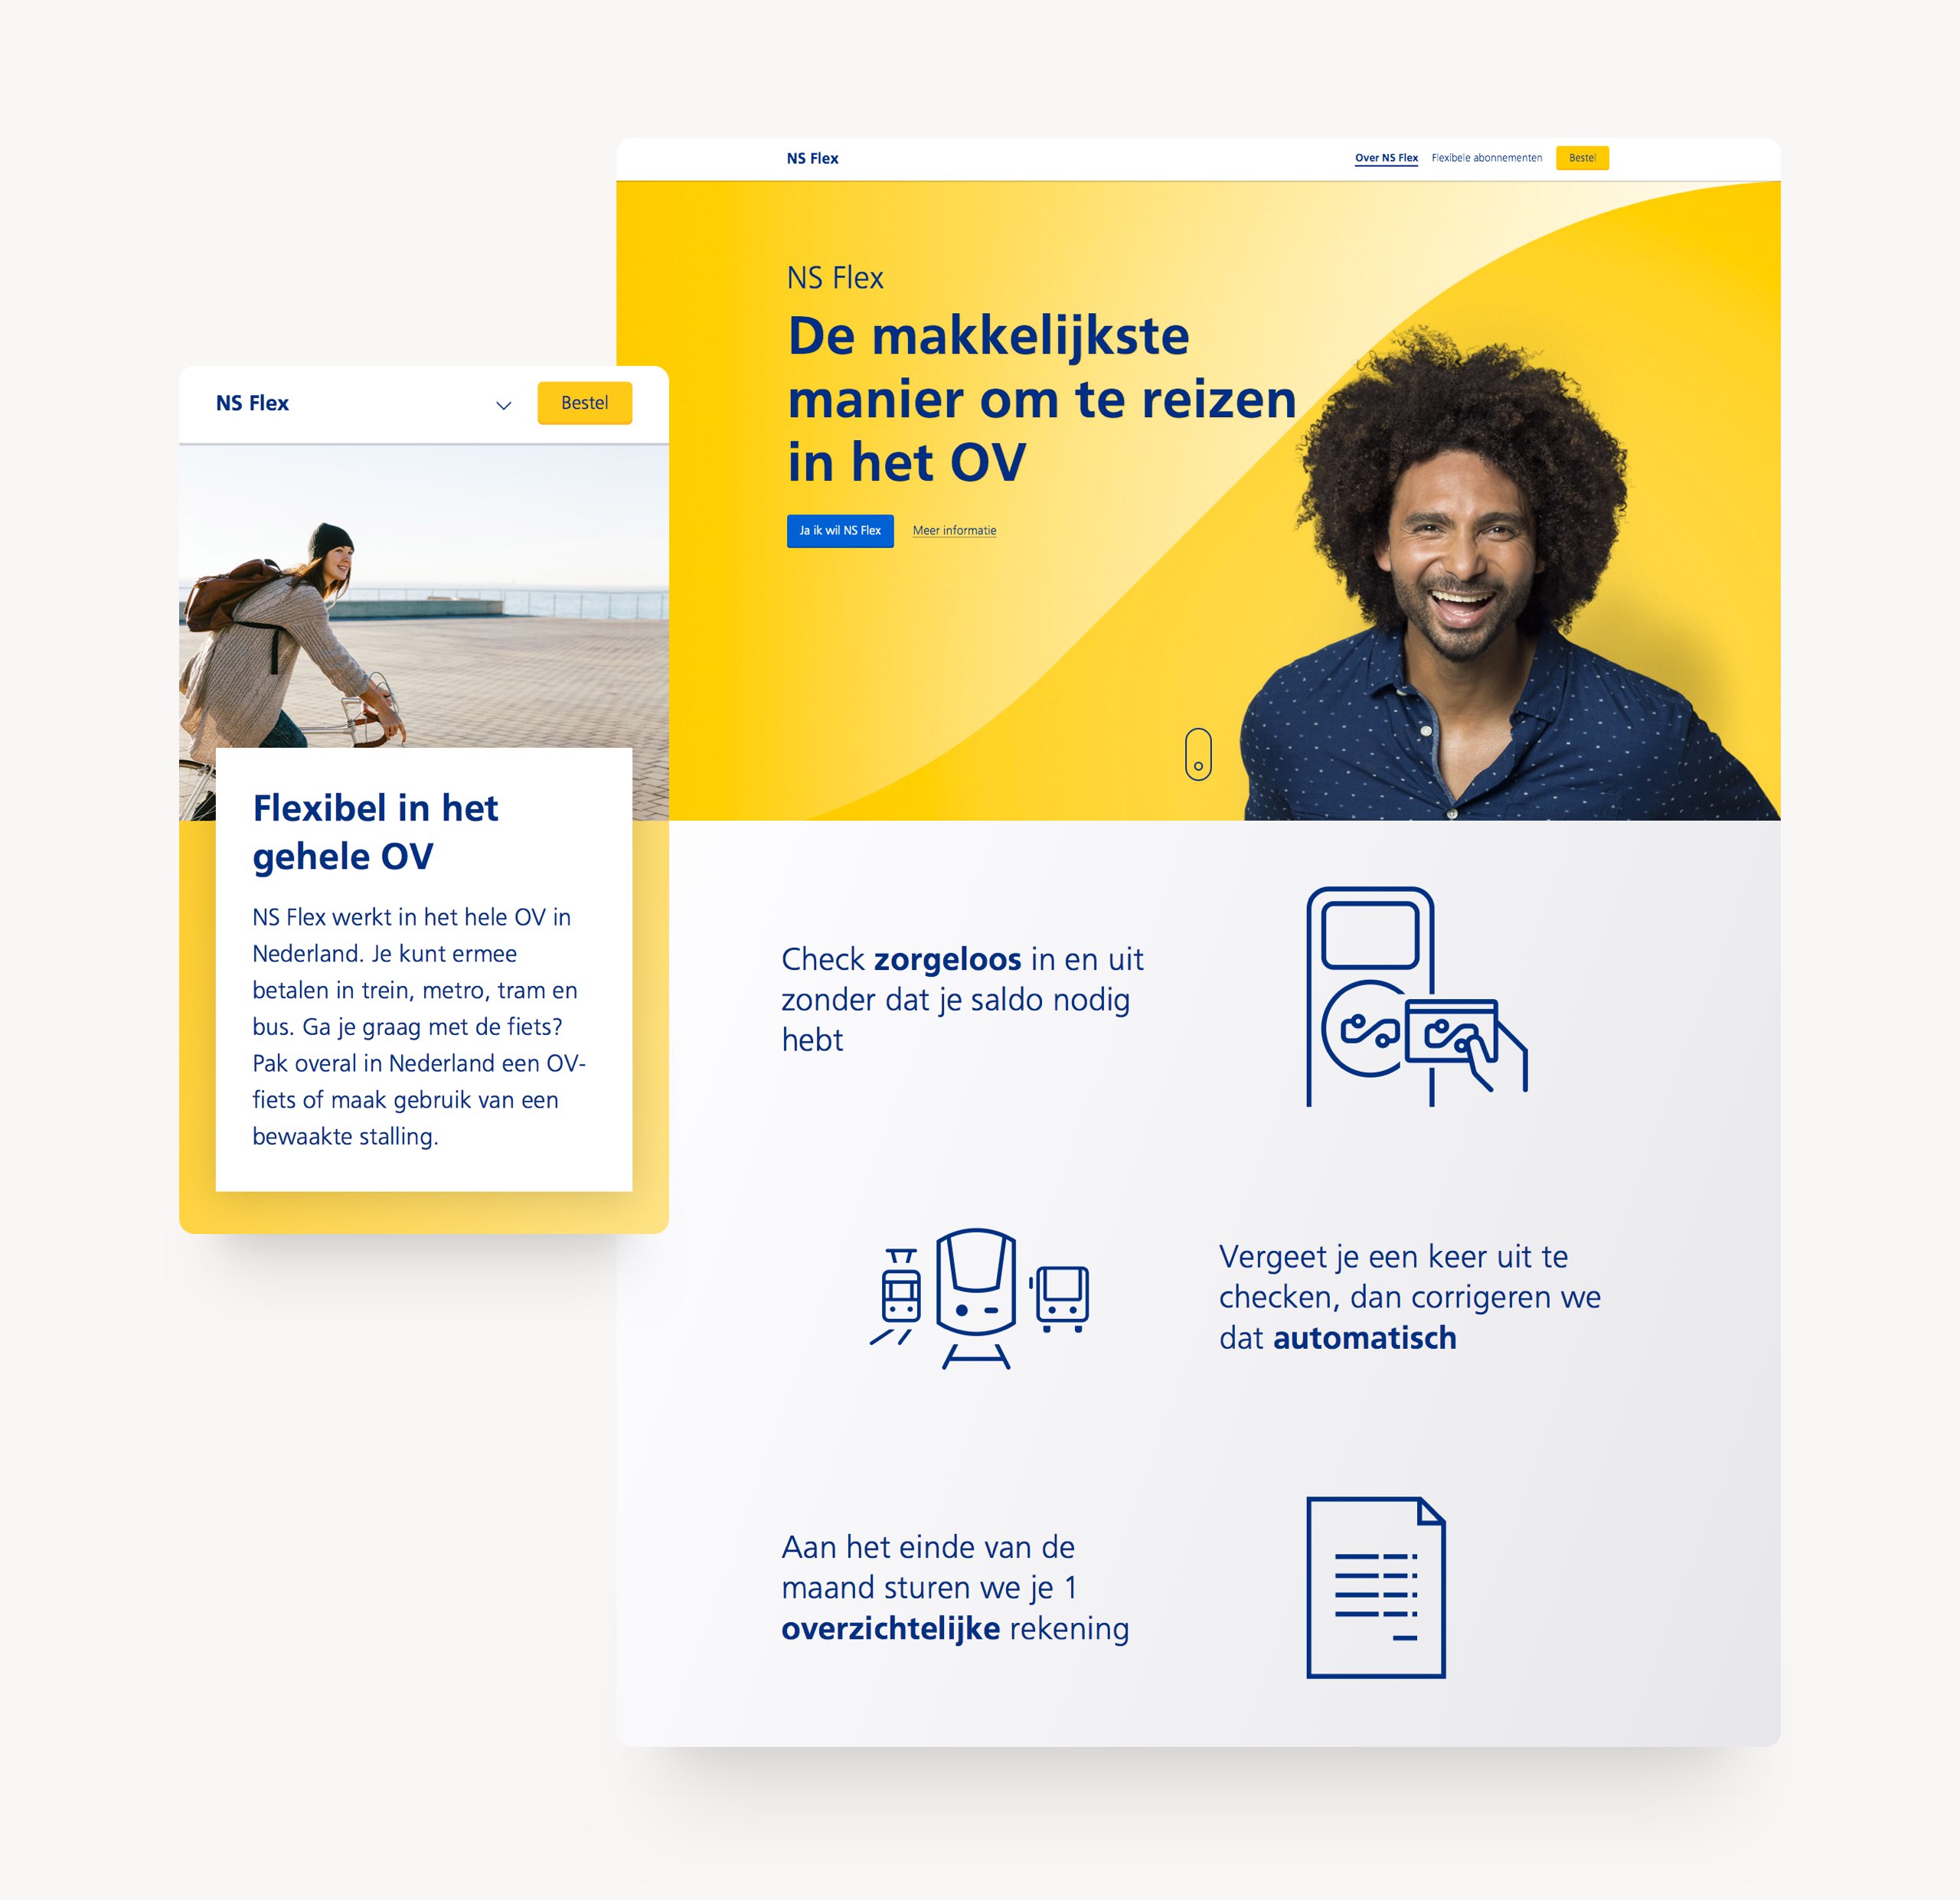 NS Flex
Over NS Flex
Flexibele abonnementen
Bestel
NS Flex
De makkelijkste
manier om te reizen
in het OV
Ja ik wil NS Flex
Meer informatie
NS Flex
Bestel
Flexibel in het
gehele OV
NS Flex werkt in het hele OV in
Nederland. Je kunt ermee
betalen in trein, metro, tram en
bus. Ga je graag met de fiets?
Pak overal in Nederland een OV-
fiets of maak gebruik van een
bewaakte stalling.
Check zorgeloos in en uit
zonder dat je saldo nodig
hebt
Vergeet je een keer uit te
checken, dan corrigeren we
dat automatisch
Aan het einde van de
maand sturen we je 1
overzichtelijke rekening